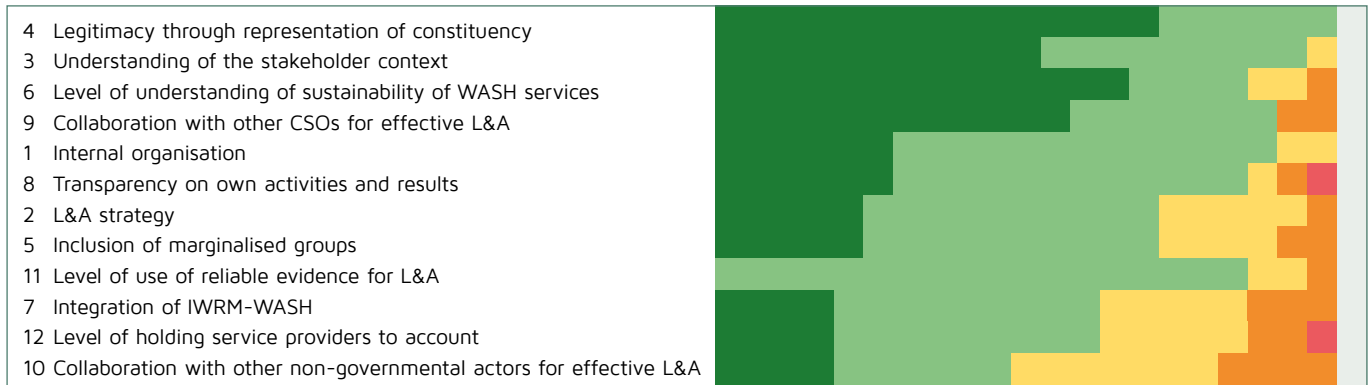 4 Legitimacy through representation of constituency
3 Understanding of the stakeholder context
6 Level of understanding of sustainability of WASH services
9 Collaboration with other CSOs for effective L&A
1 Internal organisation
8 Transparency on own activities and results
2 L&A strategy
5 Inclusion of marginalised groups
11 Level of use of reliable evidence for L&A
7 Integration of IWRM-WASH
12 Level of holding service providers to account
10 Collaboration with other non-governmental actors for effective L&A